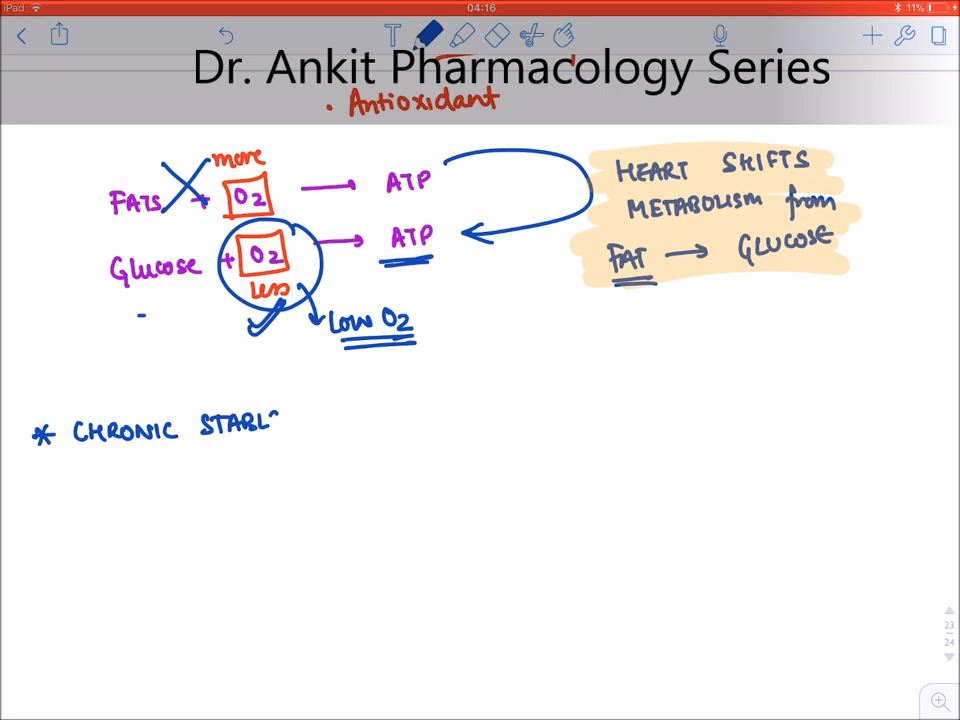 iPad 04:16 11%
T
Dr. Ankit Pharmacology Series
• Antioxidant
more
FATS + O2 → ATP
Glucose + O2 → ATP
less
Low O2
HEART SHIFTS
METABOLISM from
FAT → GLUCOSE
* CHRONIC STABL
23
24